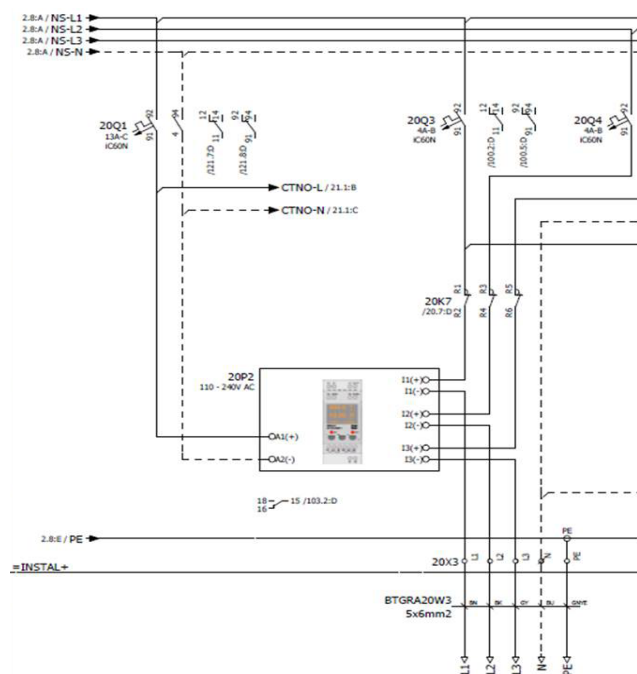 2.8:A / NS-L1
2.8:A / NS-L2
2.8:A / NS-L3
2.8:A / NS-N
20Q1
13A-C
iC60N
92
91
94
4
12
14
11
/121.7:D
92
94
91
/121.8:D
20Q3
4A-B
iC60N
92
91
12
14
11
/100.2:D
92
94
91
/100.5:D
20Q4
4A-B
iC60N
92
91
CTNO-L / 21.1:B
CTNO-N / 21.1:C
20K7
/20.7:D
R1
R2
R3
R4
R5
R6
20P2
110 - 240V AC
A1(+)
A2(-)
I1(+)
I1(-)
I2(+)
I2(-)
I3(+)
I3(-)
18
16
15 /103.2:D
2.8:E / PE
PE
20X3
L1
L2
L3
N
PE
=INSTAL+
BTGRA20W3
5x6mm2
BN
BK
GY
BU
GNYE
L1
L2
L3
N
PE